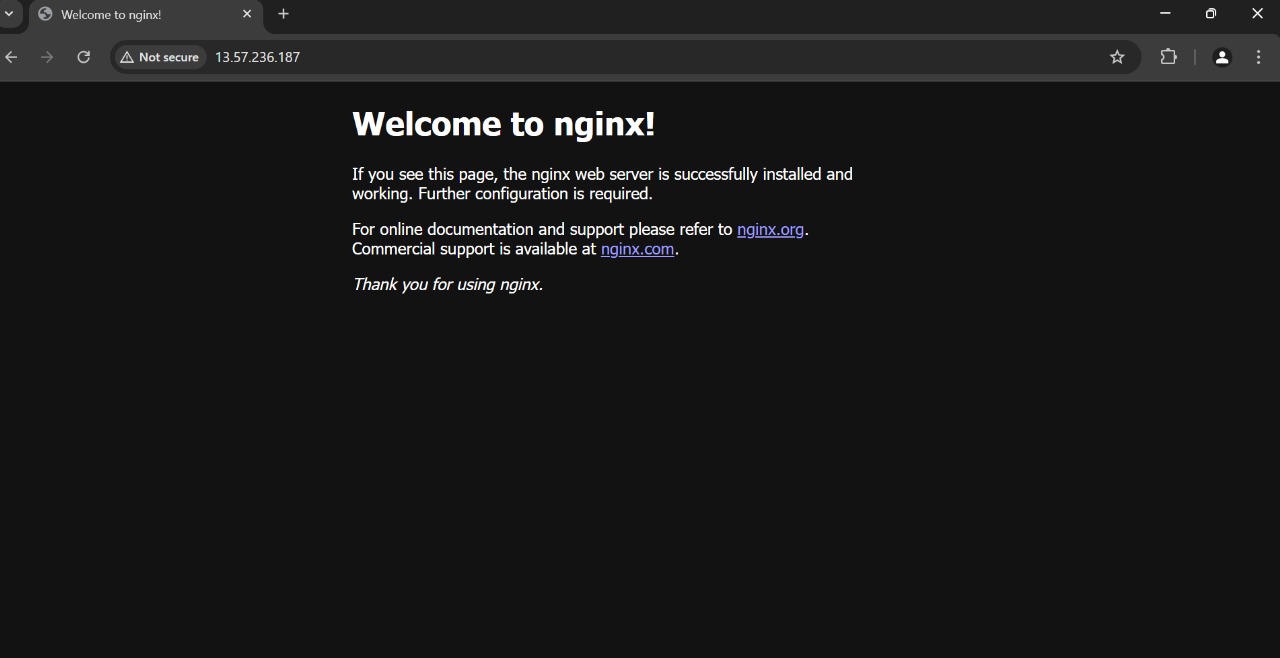 Welcome to nginx!
Not secure
13.57.236.187
Welcome to nginx!
If you see this page, the nginx web server is successfully installed and
working. Further configuration is required.
For online documentation and support please refer to nginx.org.
Commercial support is available at nginx.com.
Thank you for using nginx.